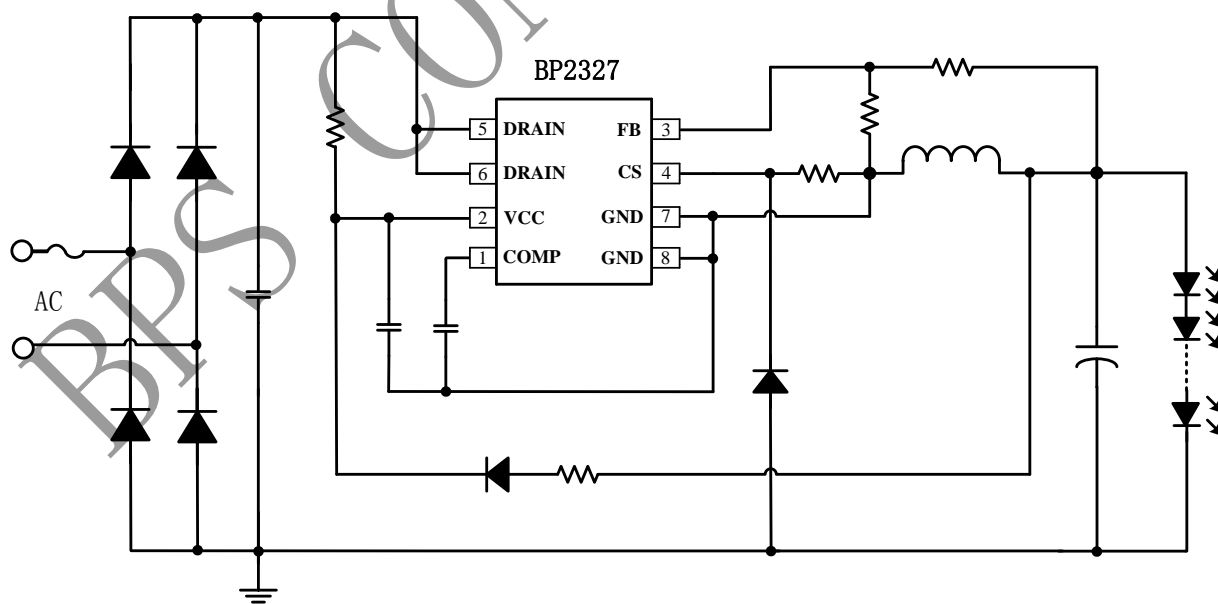 BP2327
5 DRAIN FB 3
6 DRAIN CS 4
2 VCC GND 7
1 COMP GND 8
AC
BPS CO